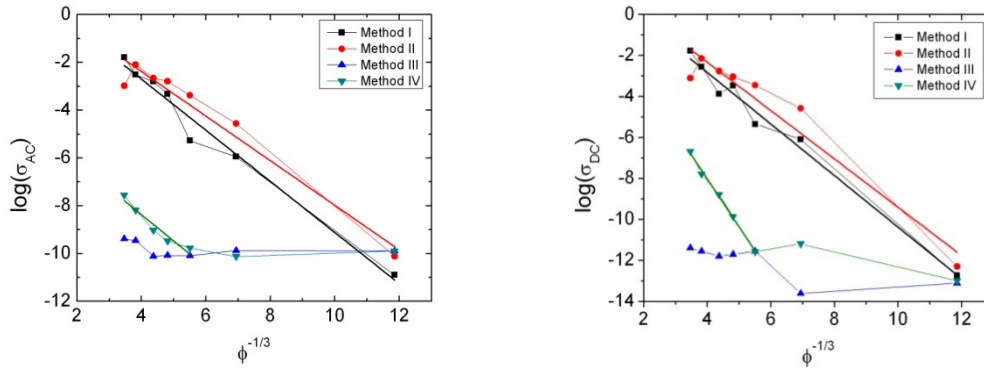 0
-2
-4
-6
-8
-10
-12
log(σAC)
2
4
6
8
10
12
ϕ-1/3
Method I
Method II
Method III
Method IV
0
-2
-4
-6
-8
-10
-12
-14
log(σDC)
2
4
6
8
10
12
ϕ-1/3
Method I
Method II
Method III
Method IV